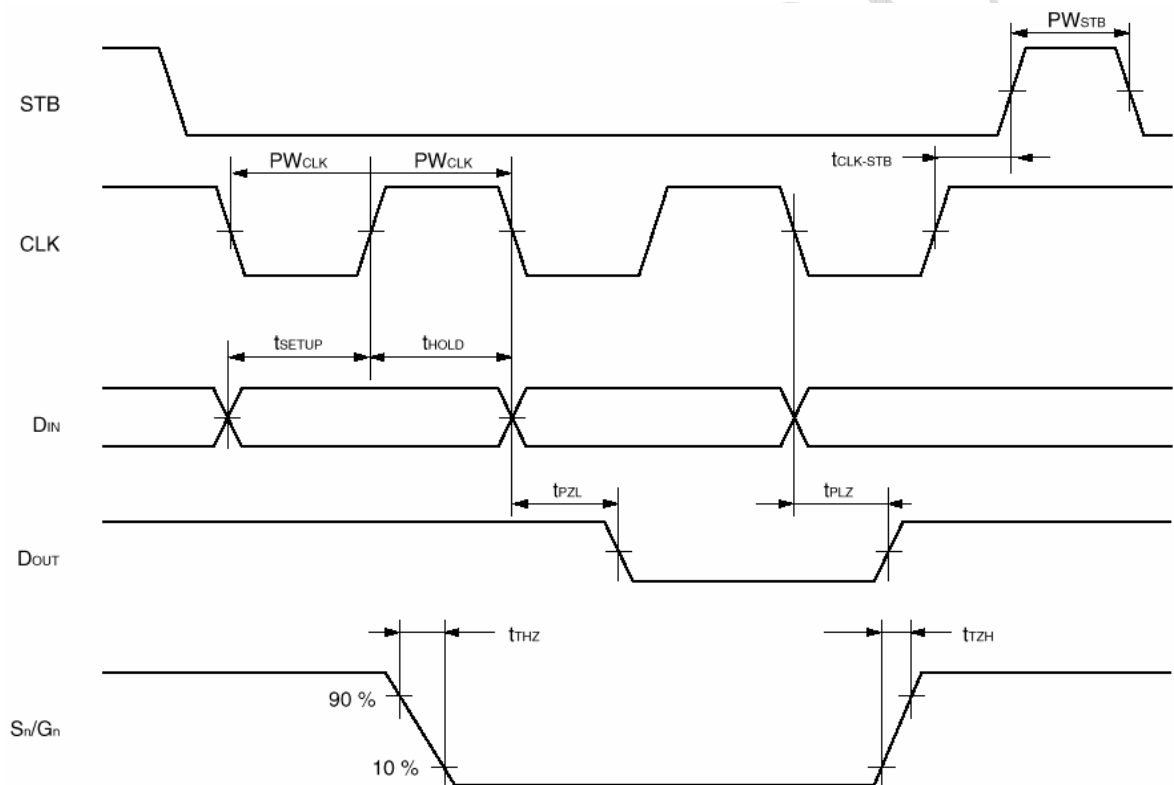 PWSTB
STB
tCLK-STB
PWCLK PWCLK
CLK
tSETUP tHOLD
DIN
tPZL tPLZ
DOUT
tTHZ tTZH
90 %
Sn/Gn
10 %